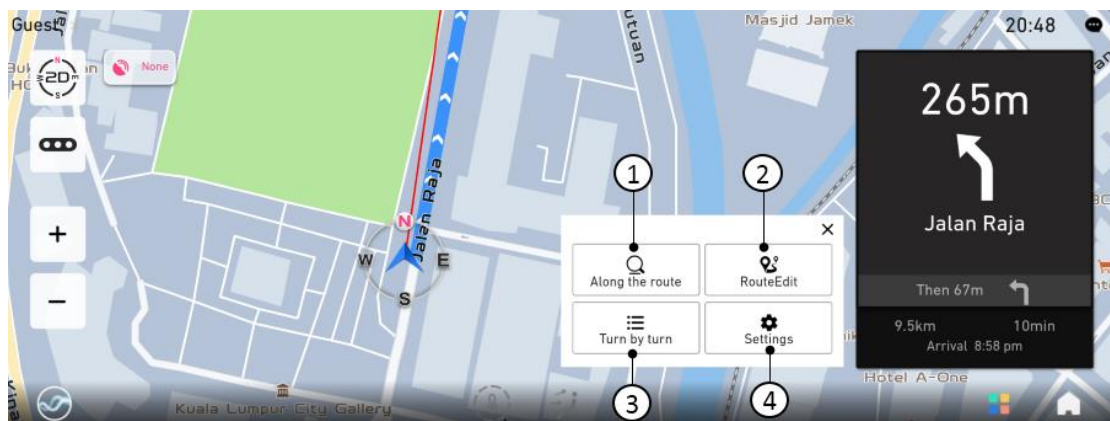 Guest
Masjid Jamek
20:48
2D
None
265m
Jalan Raja
Jalan Raja
1
2
N
W
E
S
Along the route
RouteEdit
Turn by turn
Settings
3
4
Then 67m
9.5km
10min
Arrival 8:58 pm
Hotel A-One
Kuala Lumpur City Gallery